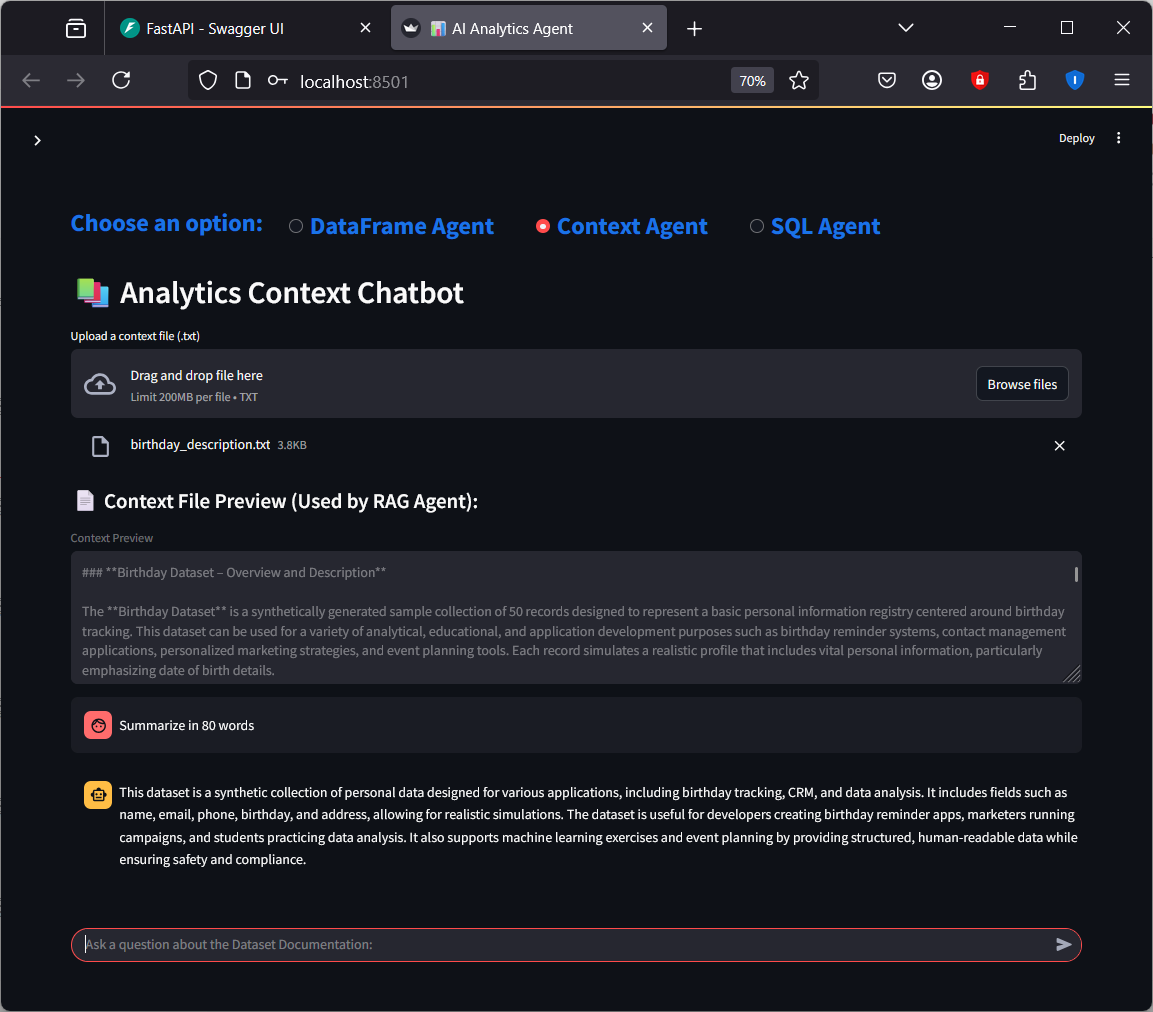 FastAPI - Swagger UI
AI Analytics Agent
localhost:8501
70%
Deploy
Choose an option:
DataFrame Agent
Context Agent
SQL Agent
Analytics Context Chatbot
Upload a context file (.txt)
Drag and drop file here
Limit 200MB per file • TXT
Browse files
birthday_description.txt 3.8KB
Context File Preview (Used by RAG Agent):
Context Preview
### **Birthday Dataset – Overview and Description**
The **Birthday Dataset** is a synthetically generated sample collection of 50 records designed to represent a basic personal information registry centered around birthday
tracking. This dataset can be used for a variety of analytical, educational, and application development purposes such as birthday reminder systems, contact management
applications, personalized marketing strategies, and event planning tools. Each record simulates a realistic profile that includes vital personal information, particularly
emphasizing date of birth details.
Summarize in 80 words
This dataset is a synthetic collection of personal data designed for various applications, including birthday tracking, CRM, and data analysis. It includes fields such as
name, email, phone, birthday, and address, allowing for realistic simulations. The dataset is useful for developers creating birthday reminder apps, marketers running
campaigns, and students practicing data analysis. It also supports machine learning exercises and event planning by providing structured, human-readable data while
ensuring safety and compliance.
Ask a question about the Dataset Documentation: